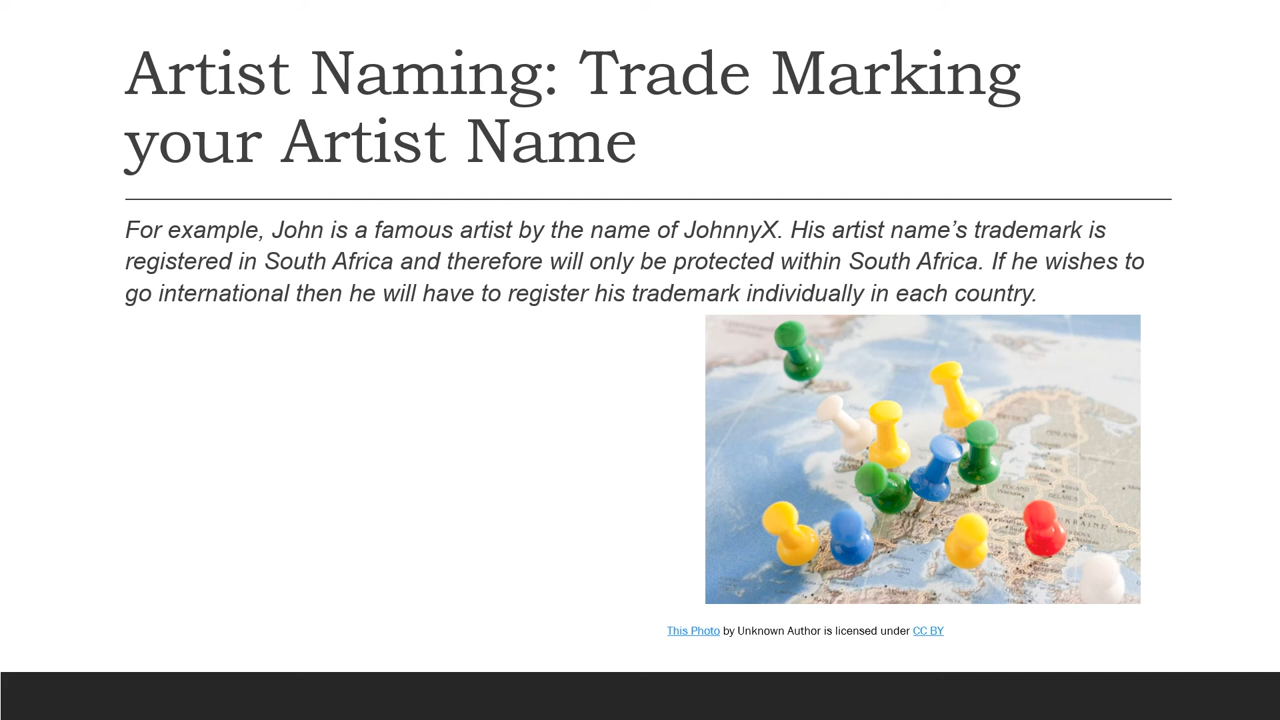 Artist Naming: Trade Marking
your Artist Name
For example, John is a famous artist by the name of JohnnyX. His artist name’s trademark is
registered in South Africa and therefore will only be protected within South Africa. If he wishes to
go international then he will have to register his trademark individually in each country.
POLAND
BELARUS
UKRAINE
This Photo by Unknown Author is licensed under CC BY